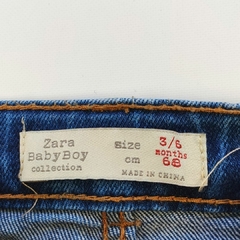 Zara
BabyBoy
collection
size
cm
3/6
months
68
MADE IN CHINA